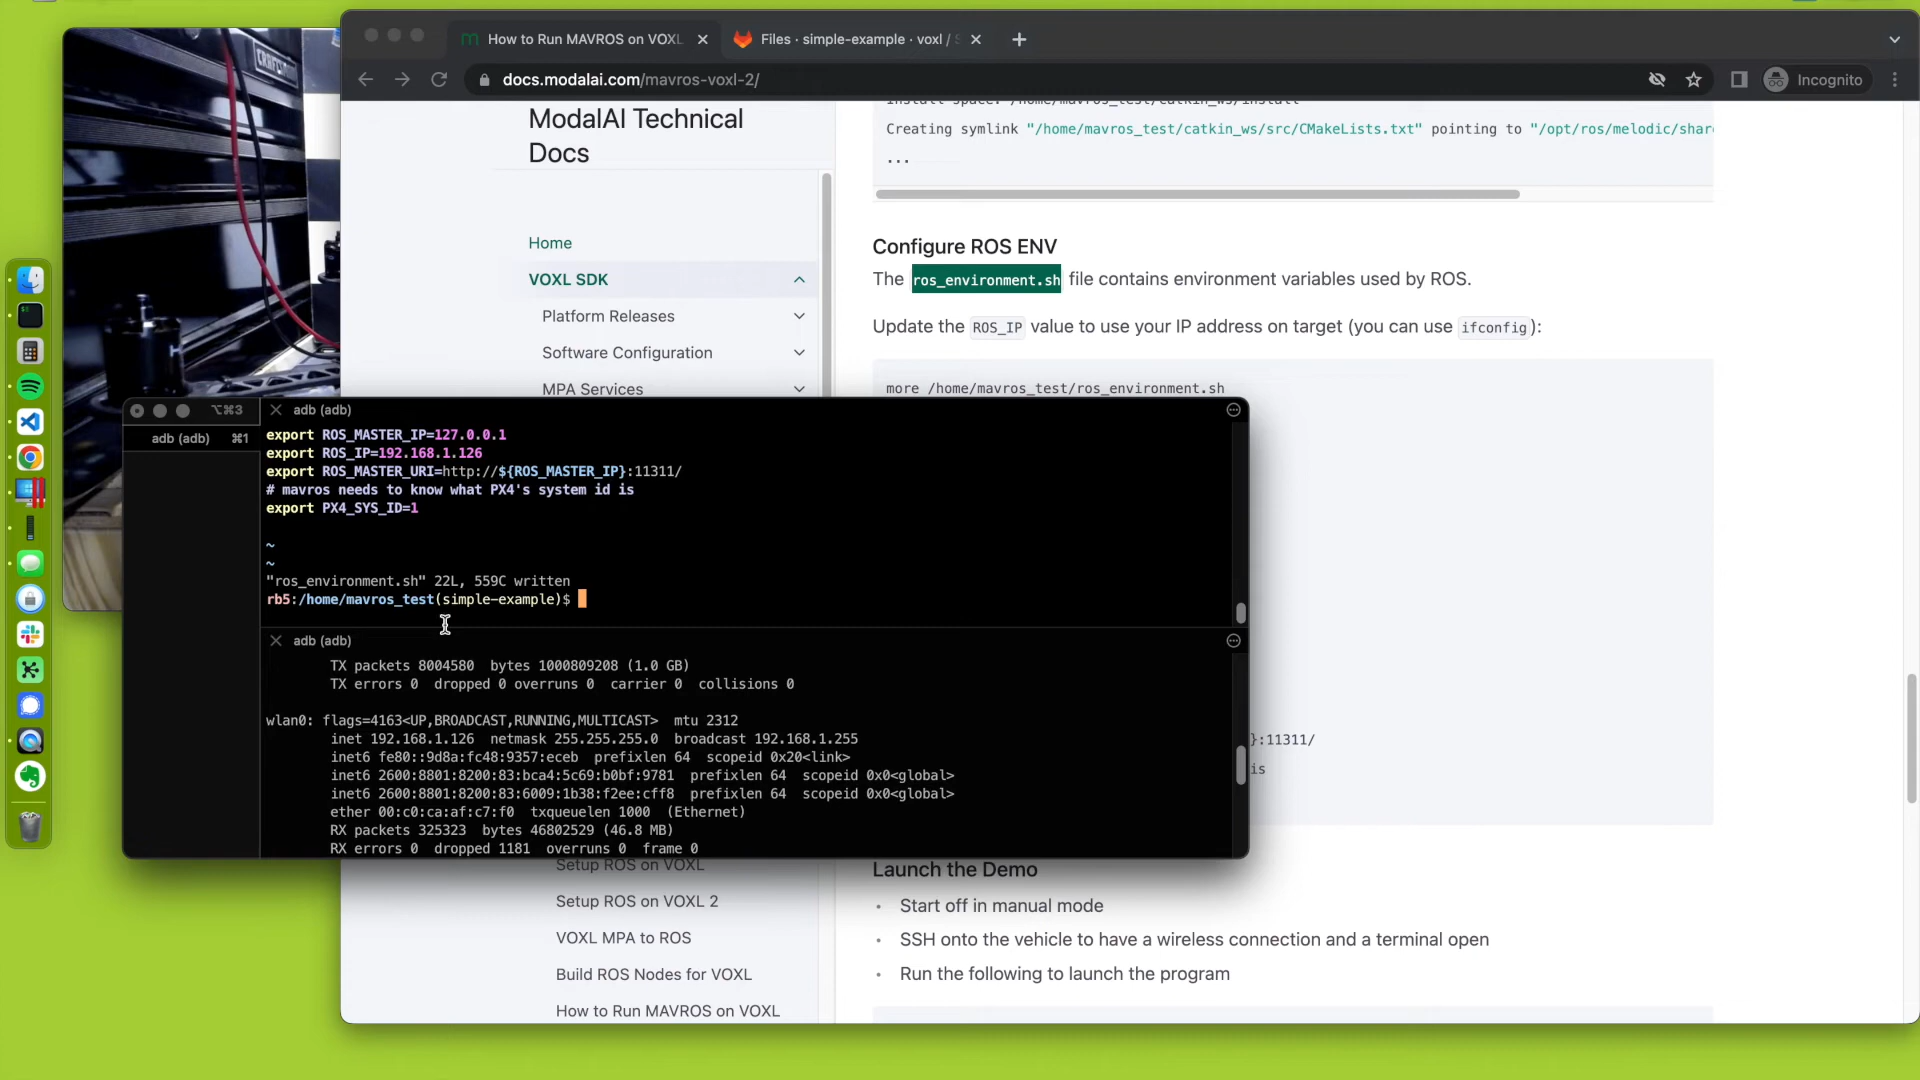 How to Run MAVROS on VOXL
Files · simple-example · voxl /
docs.modalai.com/mavros-voxl-2/
Incognito
ModalAI Technical
Docs
Home
VOXL SDK
Platform Releases
Software Configuration
MPA Services
Setup ROS on VOXL
Setup ROS on VOXL 2
VOXL MPA to ROS
Build ROS Nodes for VOXL
How to Run MAVROS on VOXL
Install space: /home/mavros_test/catkin_ws/install
Creating symlink "/home/mavros_test/catkin_ws/src/CMakeLists.txt" pointing to "/opt/ros/melodic/shar
...
Configure ROS ENV
The ros_environment.sh file contains environment variables used by ROS.
Update the ROS_IP value to use your IP address on target (you can use ifconfig):
more /home/mavros_test/ros_environment.sh
}:11311/
is
Launch the Demo
• Start off in manual mode
• SSH onto the vehicle to have a wireless connection and a terminal open
• Run the following to launch the program
⌥⌘3
adb (adb) ⌘1
adb (adb)
export ROS_MASTER_IP=127.0.0.1
export ROS_IP=192.168.1.126
export ROS_MASTER_URI=http://${ROS_MASTER_IP}:11311/
# mavros needs to know what PX4's system id is
export PX4_SYS_ID=1
~
~
"ros_environment.sh" 22L, 559C written
rb5:/home/mavros_test(simple-example)$
adb (adb)
TX packets 8004580 bytes 1000809208 (1.0 GB)
TX errors 0 dropped 0 overruns 0 carrier 0 collisions 0
wlan0: flags=4163<UP,BROADCAST,RUNNING,MULTICAST> mtu 2312
inet 192.168.1.126 netmask 255.255.255.0 broadcast 192.168.1.255
inet6 fe80::9d8a:fc48:9357:eceb prefixlen 64 scopeid 0x20<link>
inet6 2600:8801:8200:83:bca4:5c69:b0bf:9781 prefixlen 64 scopeid 0x0<global>
inet6 2600:8801:8200:83:6009:1b38:f2ee:cff8 prefixlen 64 scopeid 0x0<global>
ether 00:c0:ca:af:c7:f0 txqueuelen 1000 (Ethernet)
RX packets 325323 bytes 46802529 (46.8 MB)
RX errors 0 dropped 1181 overruns 0 frame 0